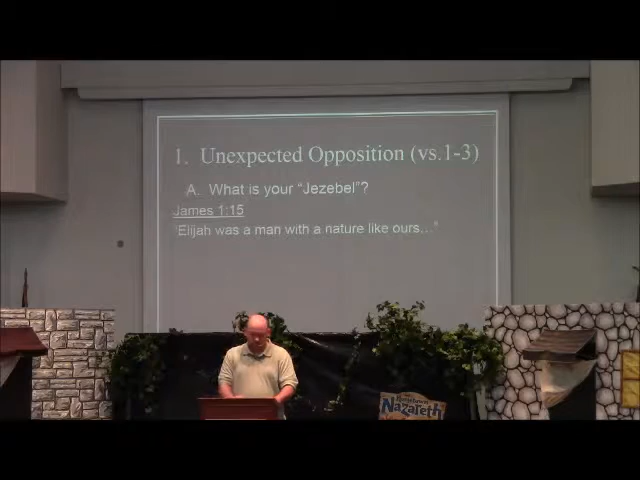 1. Unexpected Opposition (vs.1-3)
A. What is your "Jezebel"?
James 1:15
"Elijah was a man with a nature like ours..."
Hometown
Nazareth